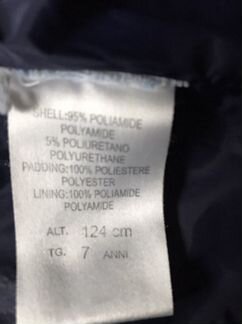 SHELL:95% POLIAMIDE
POLYAMIDE
5% POLIURETANO
POLYURETHANE
PADDING:100% POLIESTERE
POLYESTER
LINING:100% POLIAMIDE
POLYAMIDE
ALT. 124 cm
TG. 7 ANNI